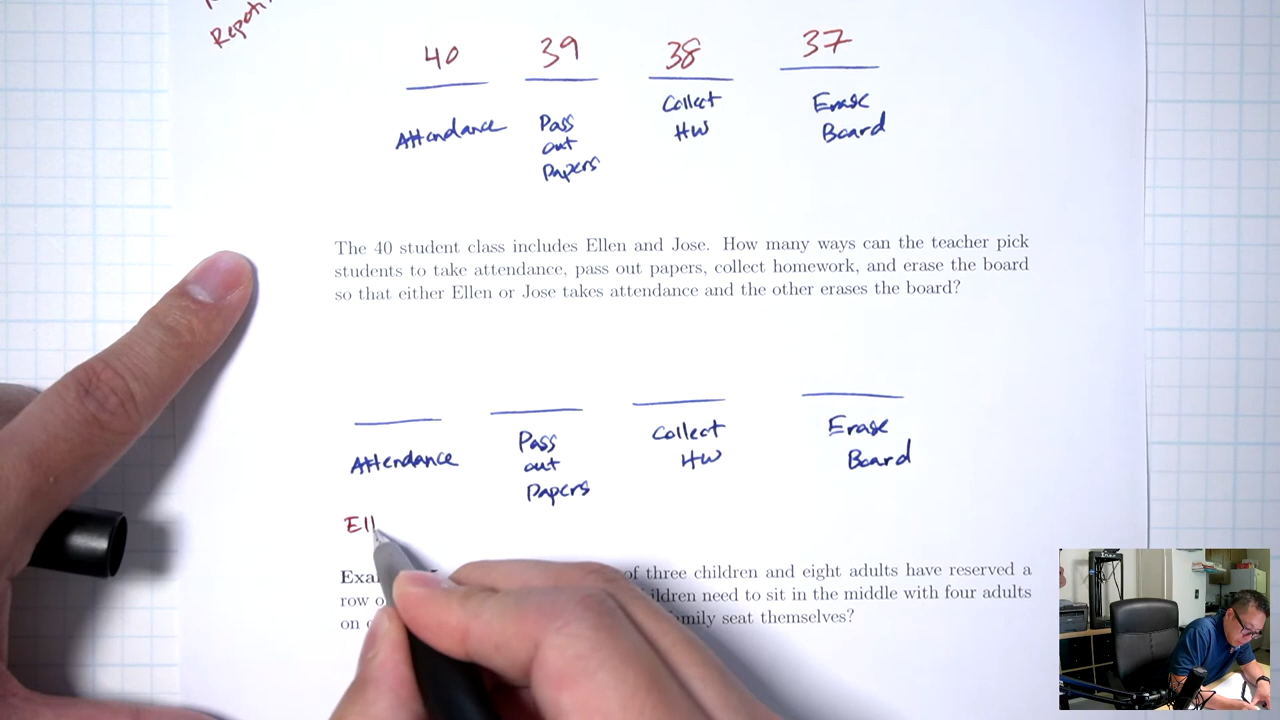 Repeti
40 39 38 37
Attendance Pass out Papers Collect HW Erase Board
The 40 student class includes Ellen and Jose. How many ways can the teacher pick
students to take attendance, pass out papers, collect homework, and erase the board
so that either Ellen or Jose takes attendance and the other erases the board?
Attendance Pass out Papers Collect HW Erase Board
Ell
of three children and eight adults have reserved a
row need to sit in the middle with four adults
on seat themselves?